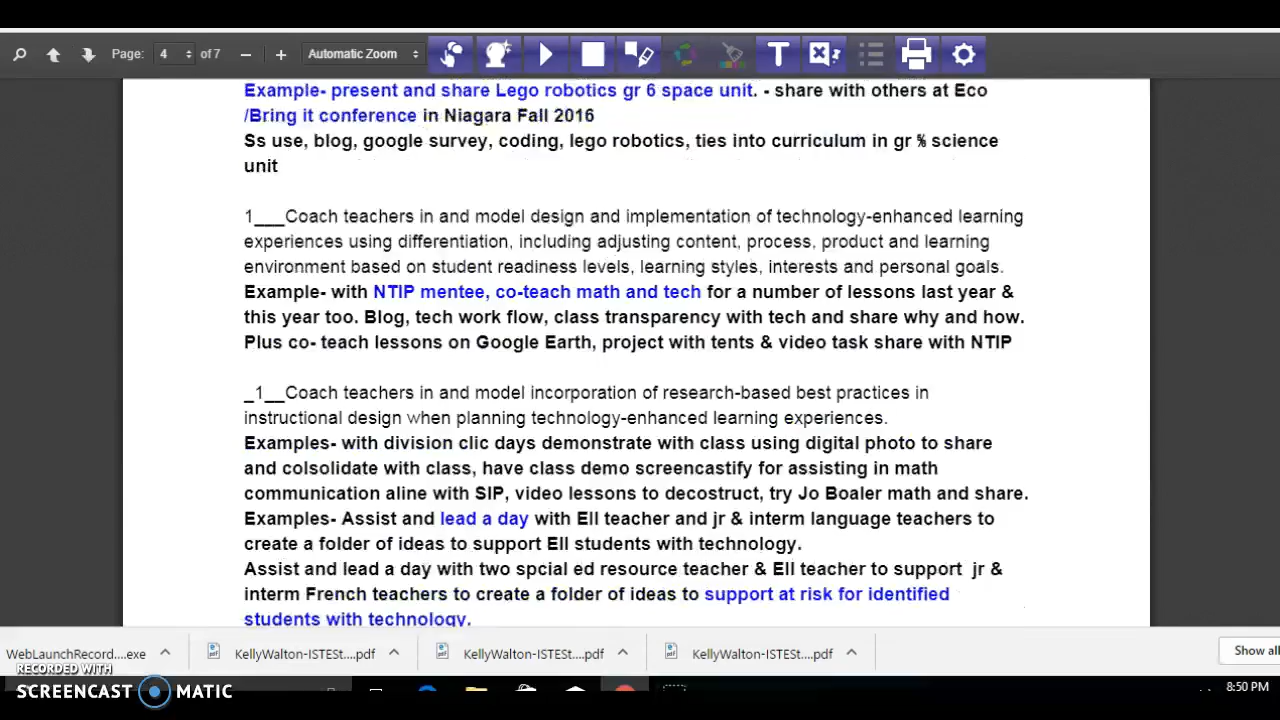 Page: 4 of 7 Automatic Zoom
Example- present and share Lego robotics gr 6 space unit. - share with others at Eco
/Bring it conference in Niagara Fall 2016
Ss use, blog, google survey, coding, lego robotics, ties into curriculum in gr ⅚ science
unit
1___Coach teachers in and model design and implementation of technology-enhanced learning
experiences using differentiation, including adjusting content, process, product and learning
environment based on student readiness levels, learning styles, interests and personal goals.
Example- with NTIP mentee, co-teach math and tech for a number of lessons last year &
this year too. Blog, tech work flow, class transparency with tech and share why and how.
Plus co- teach lessons on Google Earth, project with tents & video task share with NTIP
_1__Coach teachers in and model incorporation of research-based best practices in
instructional design when planning technology-enhanced learning experiences.
Examples- with division clic days demonstrate with class using digital photo to share
and colsolidate with class, have class demo screencastify for assisting in math
communication aline with SIP, video lessons to decostruct, try Jo Boaler math and share.
Examples- Assist and lead a day with Ell teacher and jr & interm language teachers to
create a folder of ideas to support Ell students with technology.
Assist and lead a day with two spcial ed resource teacher & Ell teacher to support jr &
interm French teachers to create a folder of ideas to support at risk for identified
students with technology.
WebLaunchRecord....exe KellyWalton-ISTESt....pdf KellyWalton-ISTESt....pdf KellyWalton-ISTESt....pdf Show all
RECORDED WITH
SCREENCAST MATIC
8:50 PM